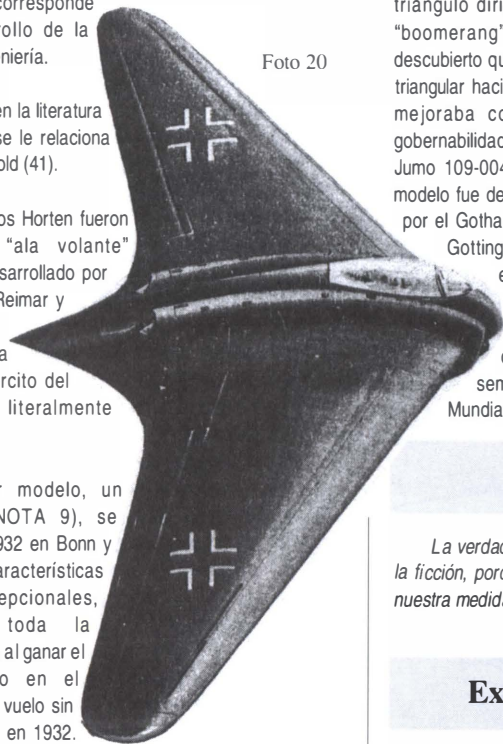 corresponde
rollo de la
niería.
en la literatura
se le relaciona
old (41).
os Horten fueron
"ala volante"
sarrollado por
Reimar y
a
rcito del
literalmente
r modelo, un
NOTA 9), se
932 en Bonn y
aracterísticas
epcionales,
toda la
al ganar el
o en el
vuelo sin
en 1932.
Foto 20
triángulo diri
"boomerang"
descubierto qu
triangular haci
mejoraba co
gobernabilidad
Jumo 109-004
modelo fue de
por el Gotha
Gotting
e
sen
Mundia
La verdad
la ficción, porq
nuestra medida
Ex